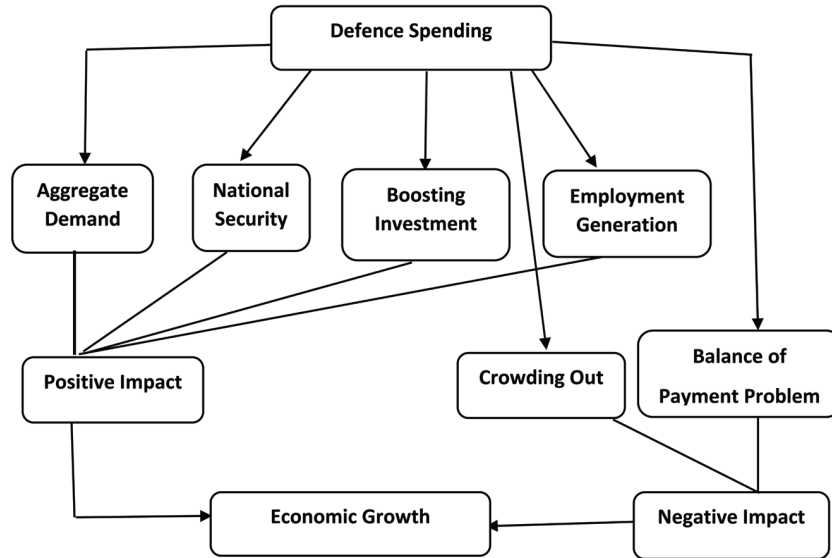 Defence Spending
Aggregate
Demand
National
Security
Boosting
Investment
Employment
Generation
Positive Impact
Crowding Out
Balance of
Payment Problem
Economic Growth
Negative Impact